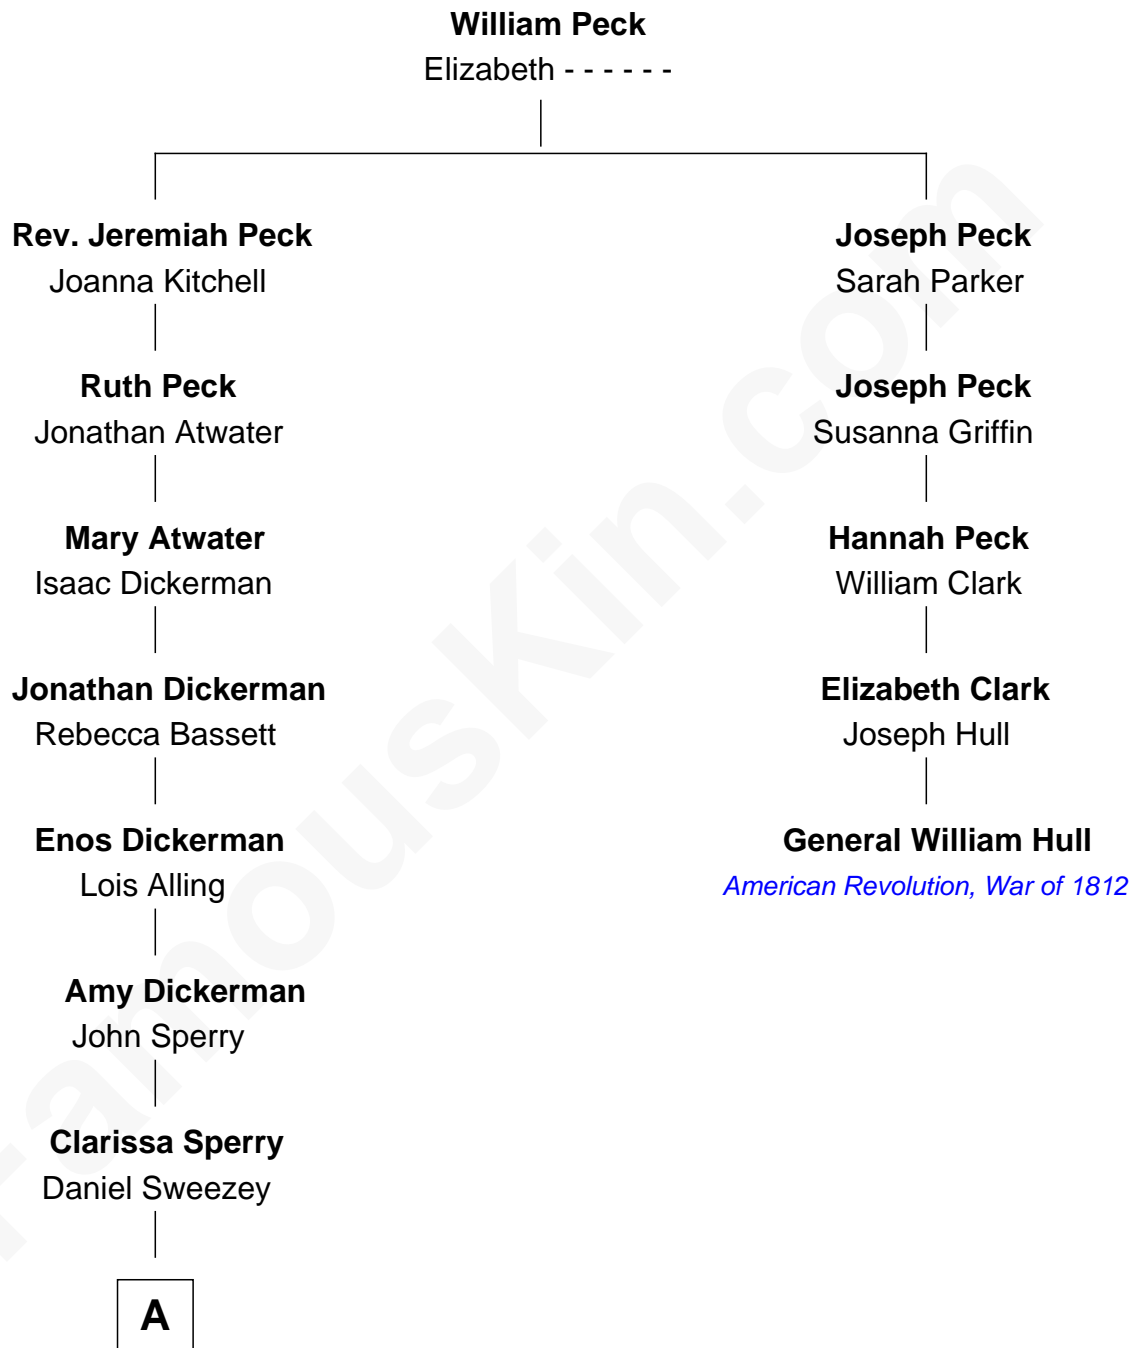 William Peck
Elizabeth - - - - - -
Rev. Jeremiah Peck
Joanna Kitchell
Joseph Peck
Sarah Parker
Ruth Peck
Jonathan Atwater
Joseph Peck
Susanna Griffin
Mary Atwater
Isaac Dickerman
Hannah Peck
William Clark
Jonathan Dickerman
Rebecca Bassett
Elizabeth Clark
Joseph Hull
Enos Dickerman
Lois Alling
General William Hull
American Revolution, War of 1812
Amy Dickerman
John Sperry
Clarissa Sperry
Daniel Sweezey
A
FamousKin.com